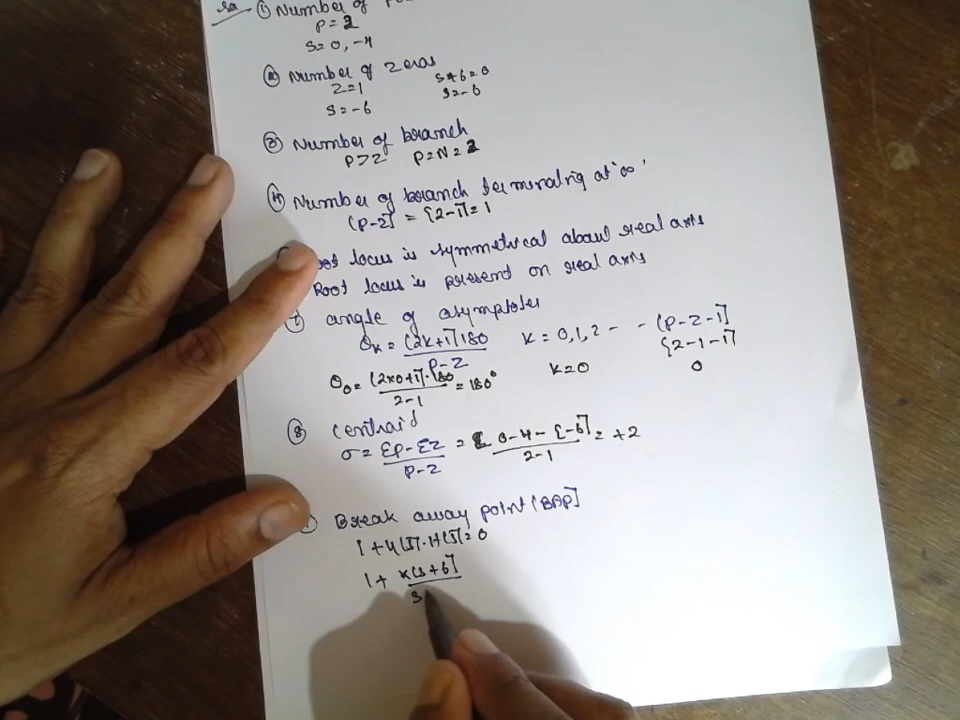 Sol ① Number of
P = 2
S = 0, -4
② Number of zeros
Z = 1
S+6=0
S = -6
S = -6
③ Number of branch
P > Z P = N = 2
④ Number of branch terminating at '∞'
(P-Z) = (2-1) = 1
Root locus is symmetrical about real axis
Root locus is present on real axis
⑦ angle of asymptotes
θK = (2K+1)180 / P-Z K = 0, 1, 2 - - (P-Z-1)
(2-1-1)
θ0 = (2x0+1)·180 / 2-1 = 180° K=0 0
⑧ Centroid
σ = ΣP-ΣZ / P-Z = 0-4-(-6) / 2-1 = +2
Break away point (BAP)
1 + G(S)·H(S) = 0
1 + K(S+6) / S